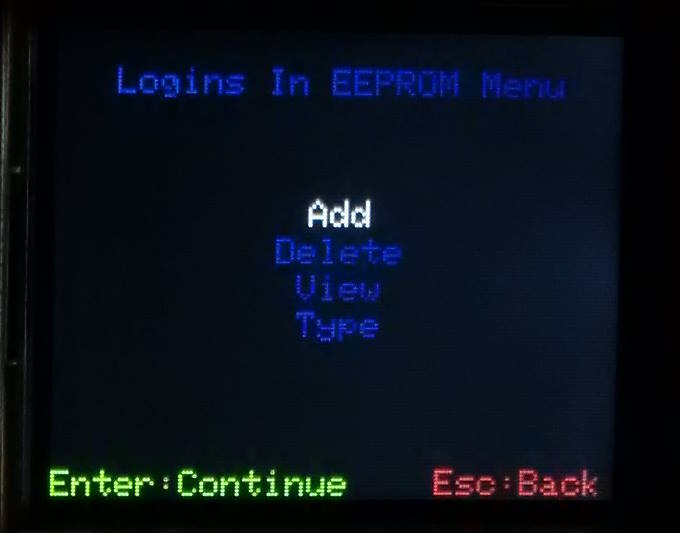 Logins In EEPROM Menu
Add
Delete
View
Type
Enter:Continue Esc:Back